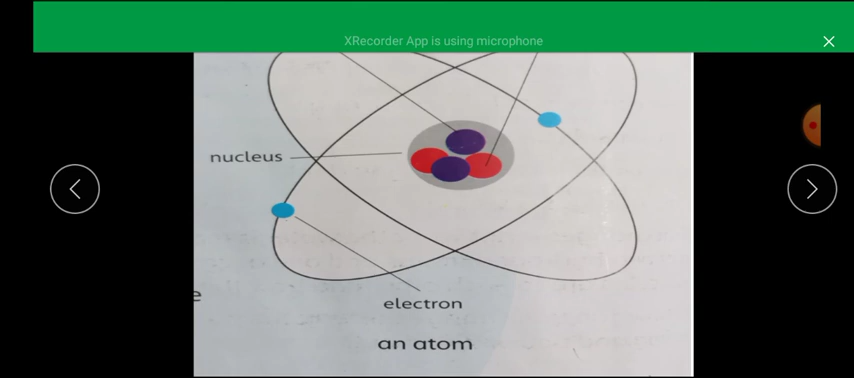 XRecorder App is using microphone
nucleus
e
electron
an atom